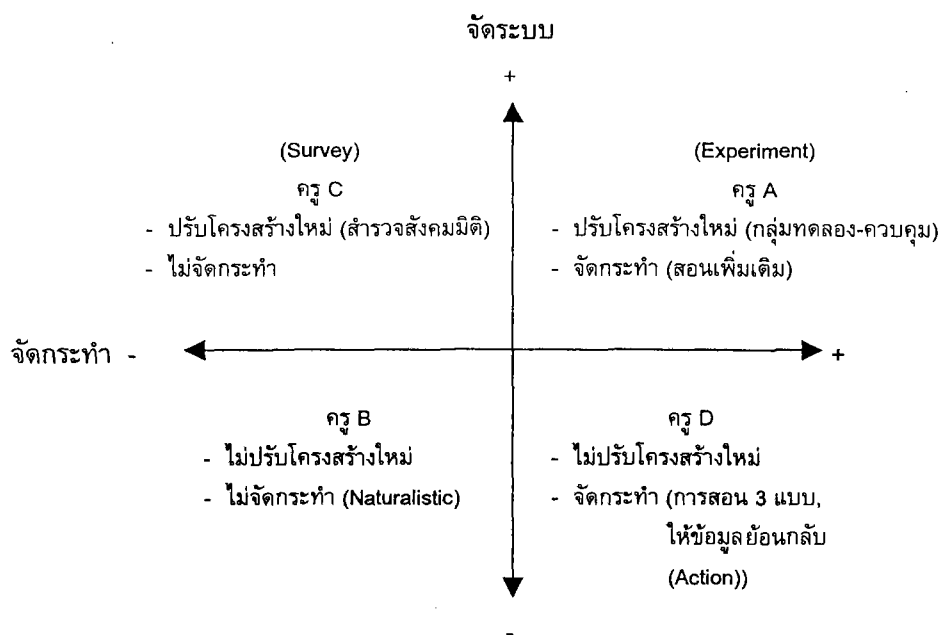 จัดระบบ
+
(Survey)
ครู C
- ปรับโครงสร้างใหม่ (สำรวจสังคมมิติ)
- ไม่จัดกระทำ
(Experiment)
ครู A
- ปรับโครงสร้างใหม่ (กลุ่มทดลอง-ควบคุม)
- จัดกระทำ (สอนเพิ่มเติม)
จัดกระทำ -
+
ครู B
- ไม่ปรับโครงสร้างใหม่
- ไม่จัดกระทำ (Naturalistic)
ครู D
- ไม่ปรับโครงสร้างใหม่
- จัดกระทำ (การสอน 3 แบบ,
ให้ข้อมูลย้อนกลับ
(Action))
-